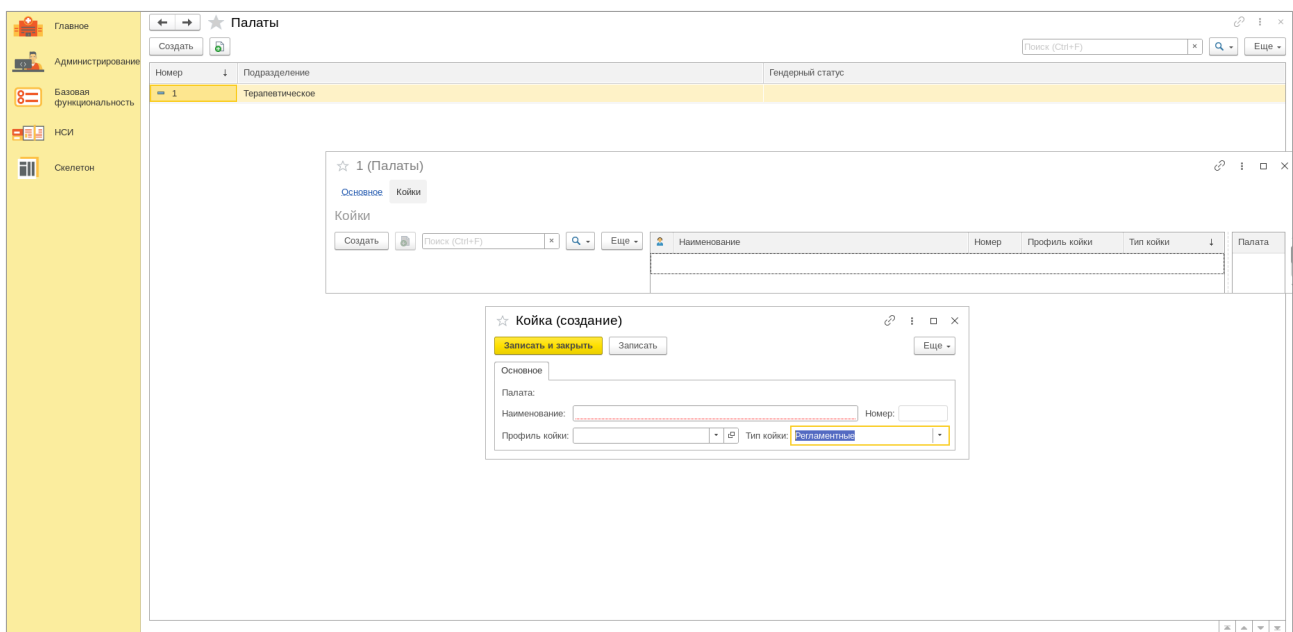 Главное
Администрирование
Базовая
функциональность
НСИ
Скелетон
Палаты
Создать
Поиск (Ctrl+F)
×
Еще
Номер ↓ Подразделение Гендерный статус
1 Терапевтическое
1 (Палаты)
Основное Койки
Койки
Создать Поиск (Ctrl+F) × Еще
Наименование Номер Профиль койки Тип койки ↓ Палата
Койка (создание)
Записать и закрыть Записать Еще
Основное
Палата:
Наименование: Номер:
Профиль койки: Тип койки: Регламентные